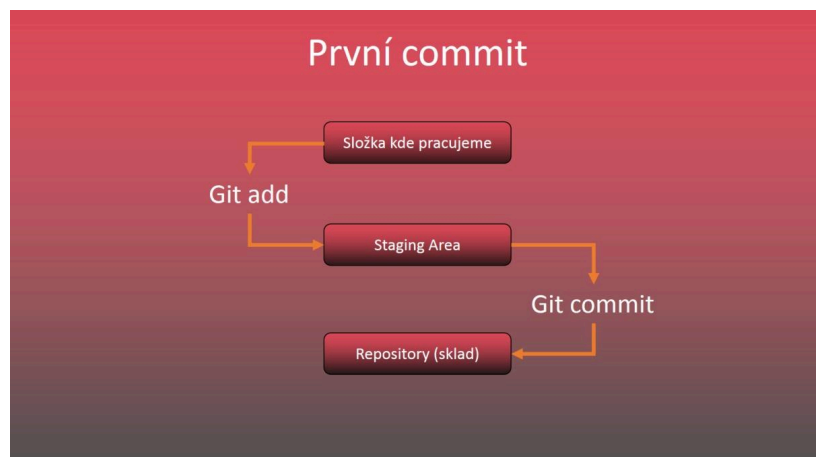 První commit
Složka kde pracujeme
Git add
Staging Area
Git commit
Repository (sklad)